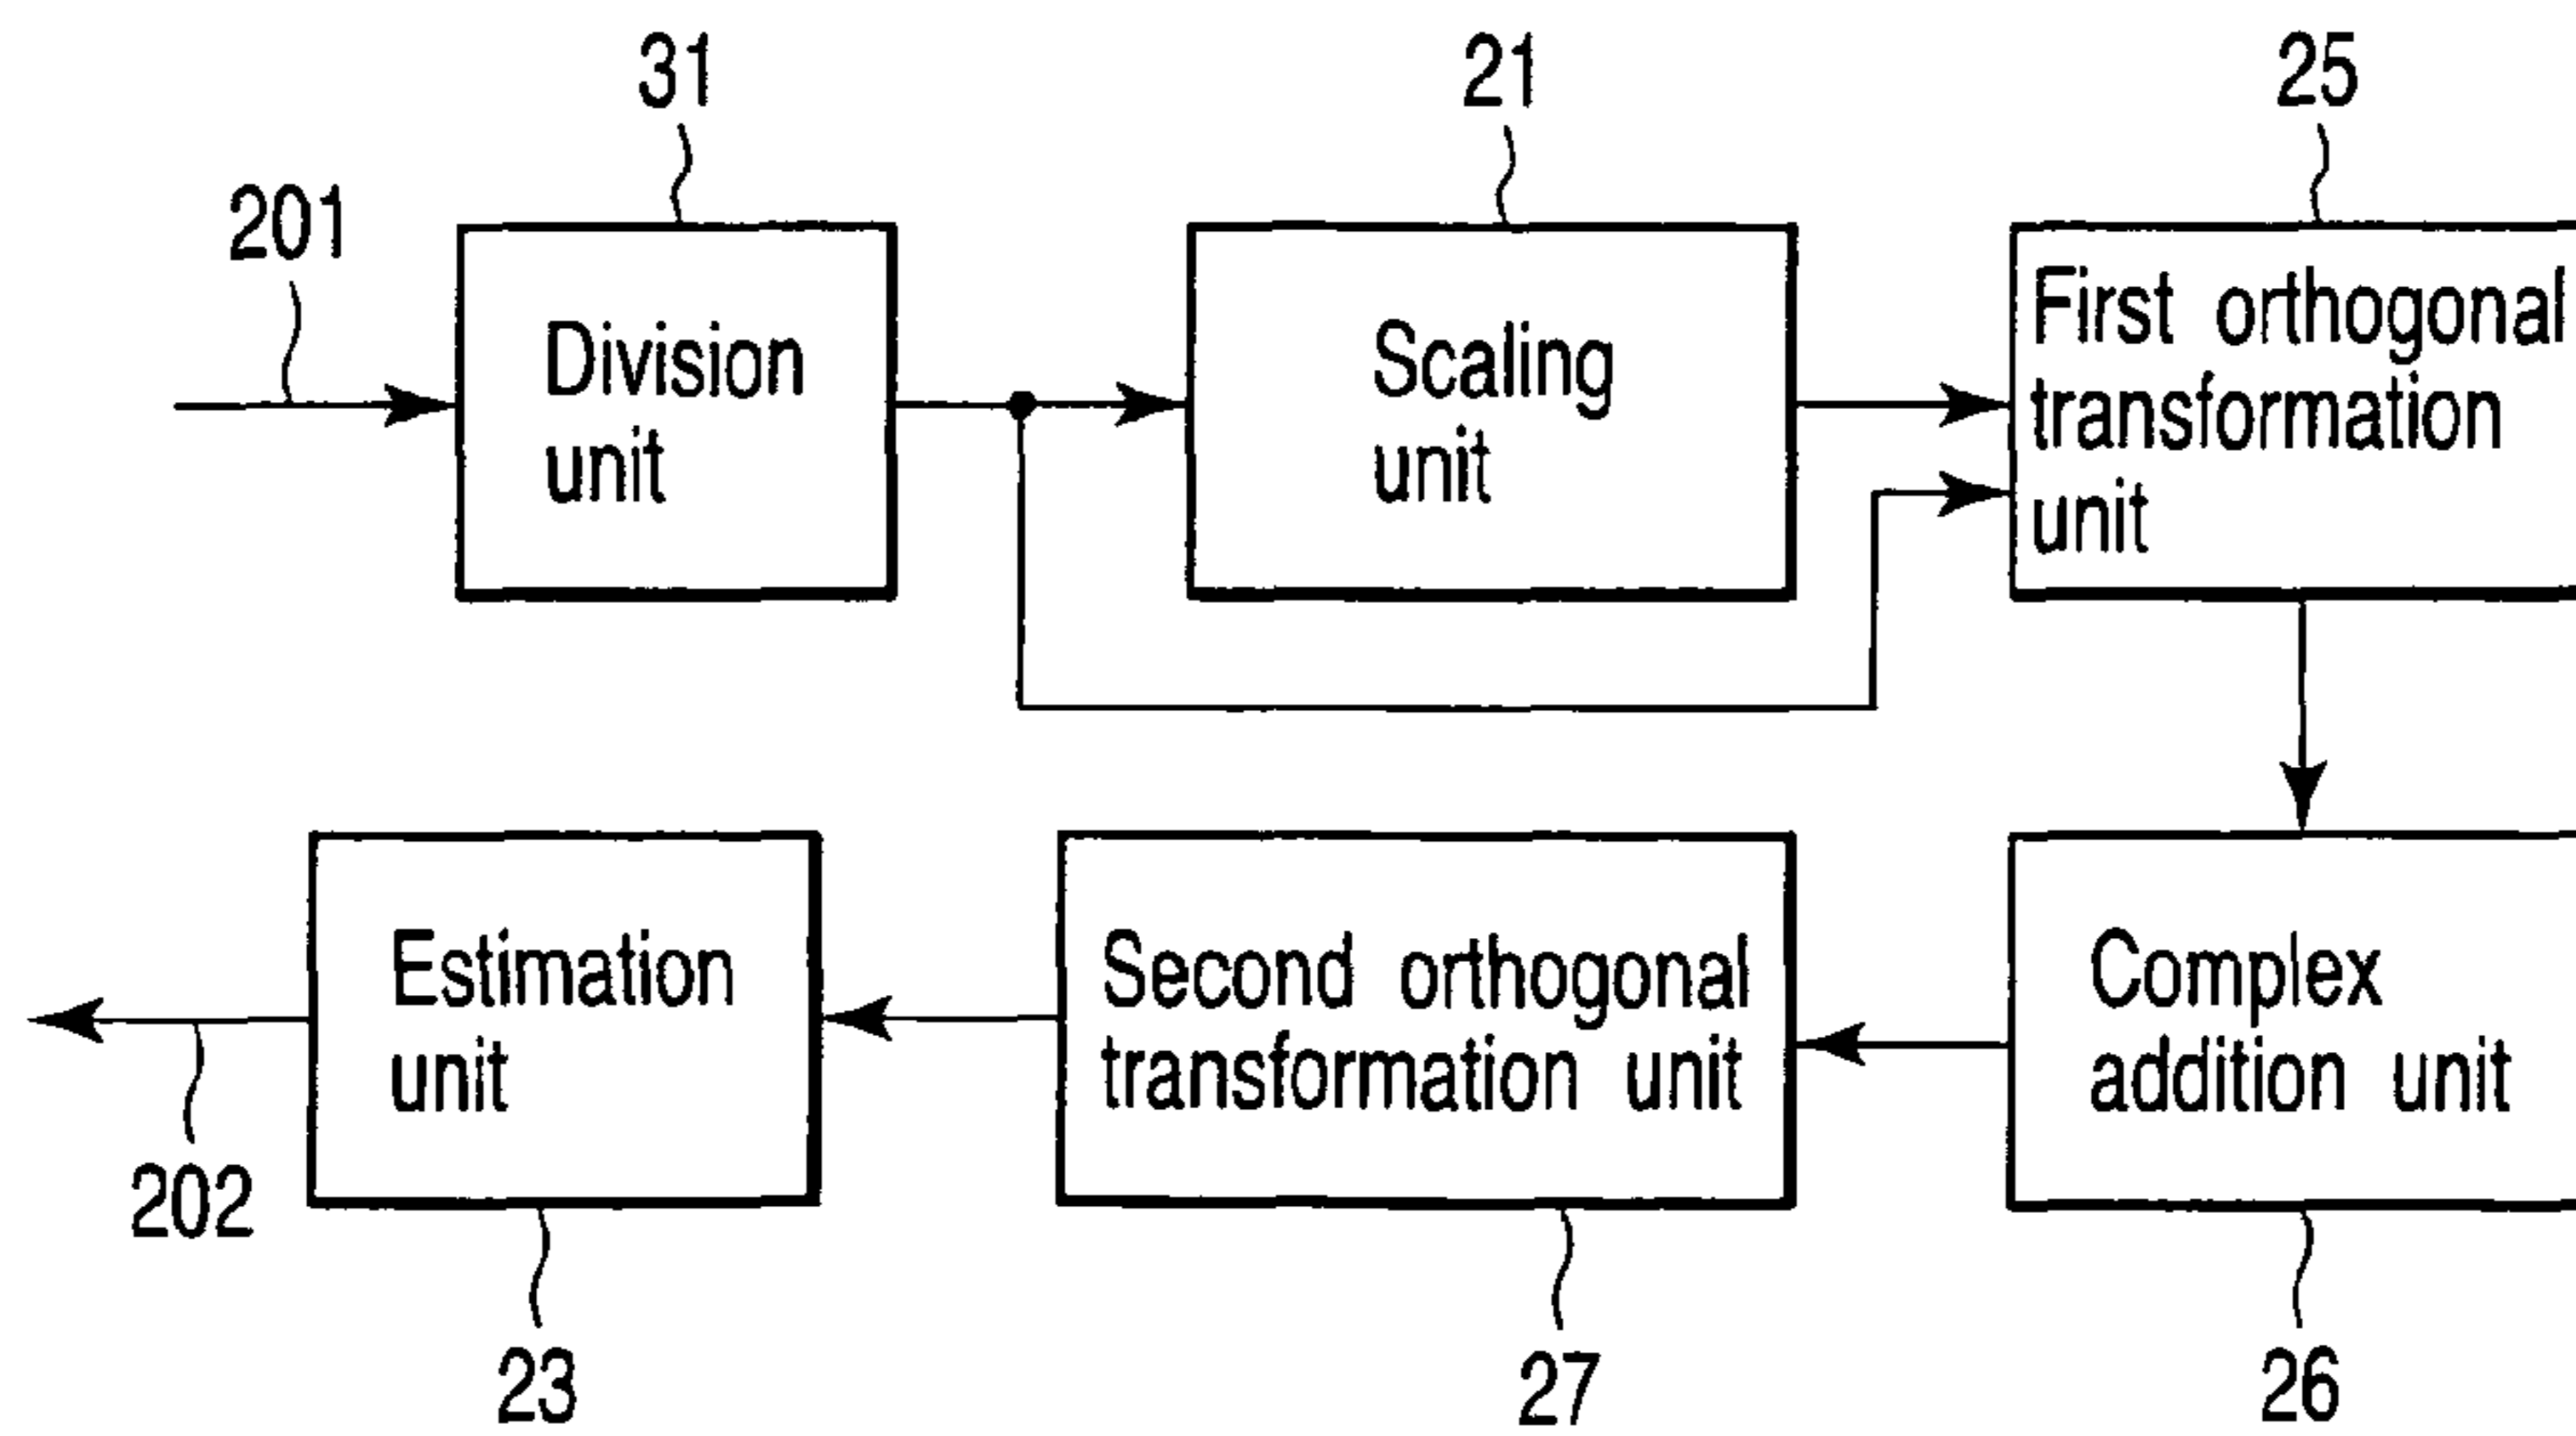 31
21
25
201
Division
unit
Scaling
unit
First orthogonal
transformation
unit
Estimation
unit
Second orthogonal
transformation unit
Complex
addition unit
202
23
27
26